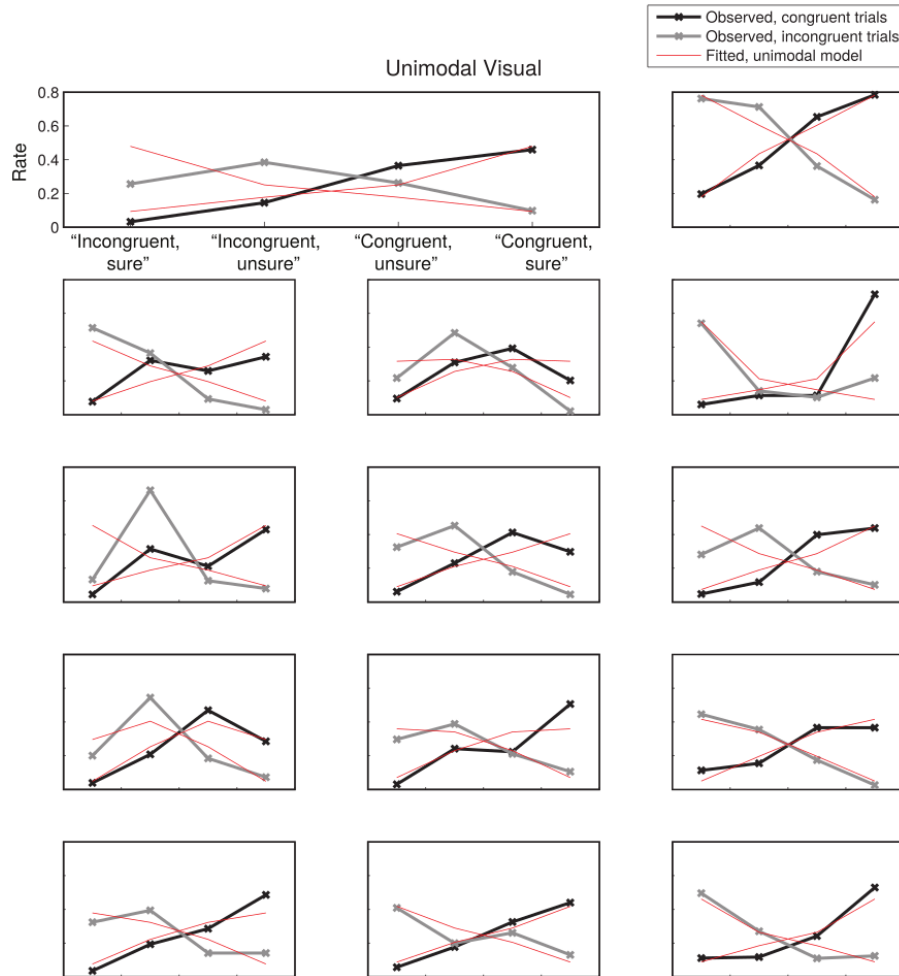 Observed, congruent trials
Observed, incongruent trials
Fitted, unimodal model
Unimodal Visual
0.8
0.6
0.4
0.2
0
Rate
“Incongruent, sure”
“Incongruent, unsure”
“Congruent, unsure”
“Congruent, sure”